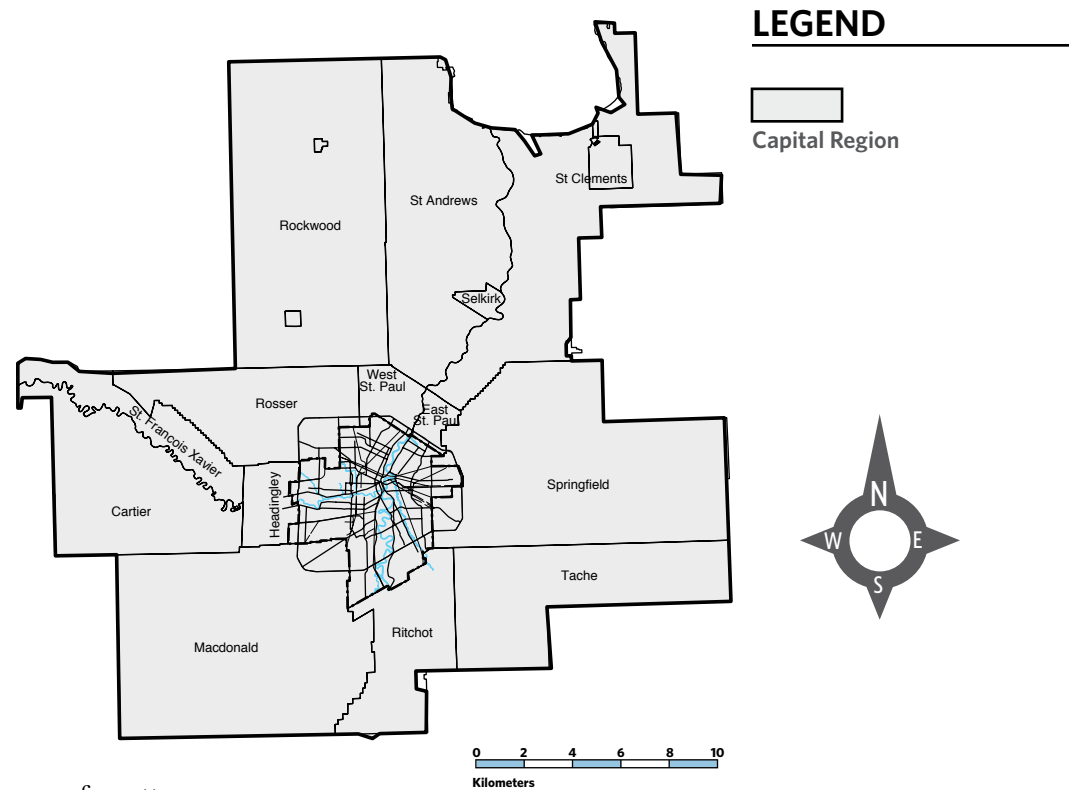 LEGEND
Capital Region
St Clements
St Andrews
Rockwood
Selkirk
West
St. Paul
East
St. Paul
Rosser
St. Francois Xavier
Headingley
Springfield
Cartier
Tache
Macdonald
Ritchot
N
W E
S
0 2 4 6 8 10
Kilometers